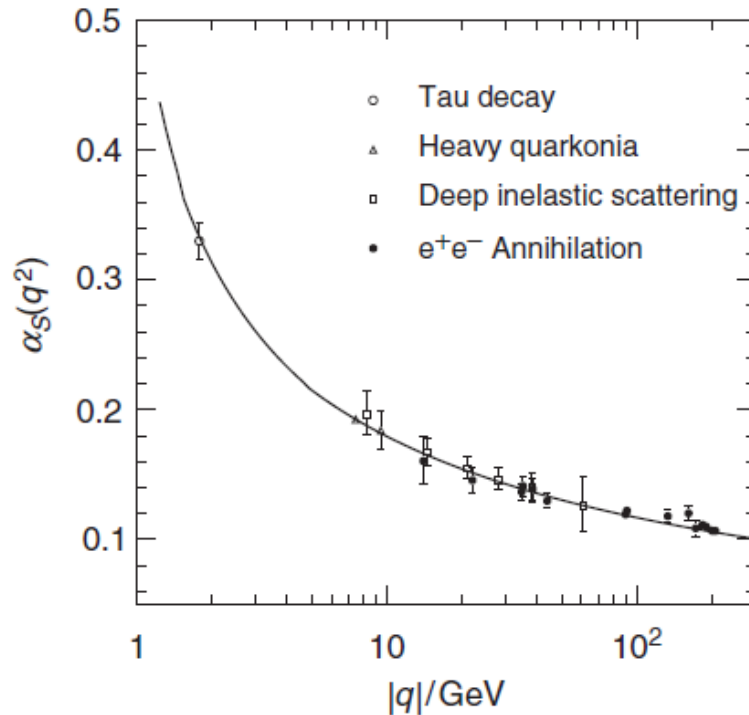 0.5
0.4
0.3
0.2
0.1
α_S(q²)
Tau decay
Heavy quarkonia
Deep inelastic scattering
e⁺e⁻ Annihilation
1 10 10²
|q|/GeV